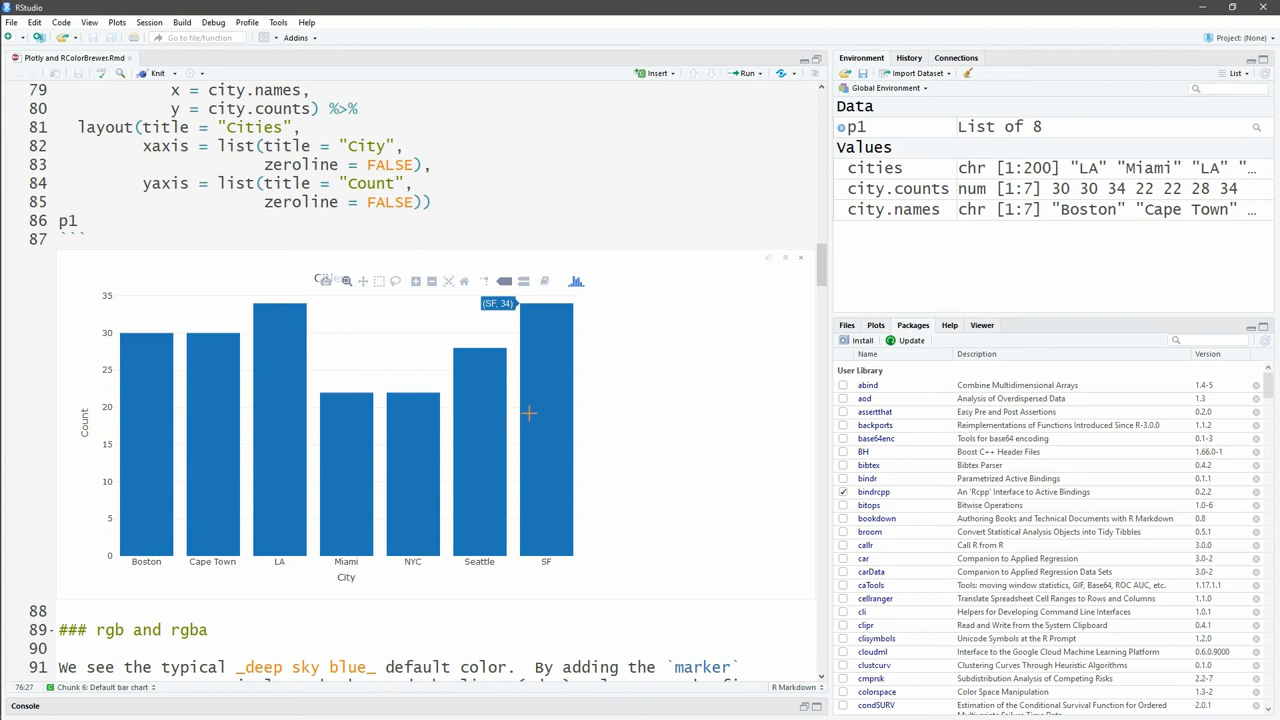 RStudio
File Edit Code View Plots Session Build Debug Profile Tools Help
Go to file/function Addins Project: (None)
Plotly and RColorBrewer.Rmd
Knit Insert Run
79 x = city.names,
80 y = city.counts) %>%
81 layout(title = "Cities",
82 xaxis = list(title = "City",
83 zeroline = FALSE),
84 yaxis = list(title = "Count",
85 zeroline = FALSE))
86 p1
87 ```
(SF, 34)
35
30
25
20
15
10
5
0
Count
Boston Cape Town LA Miami NYC Seattle SF
City
88
89 ### rgb and rgba
90
91 We see the typical _deep sky blue_ default color. By adding the `marker`
76:27 Chunk 6: Default bar chart R Markdown
Console
Environment History Connections
Import Dataset List
Global Environment
Data
p1 List of 8
Values
cities chr [1:200] "LA" "Miami" "LA" "…
city.counts num [1:7] 30 30 34 22 22 28 34
city.names chr [1:7] "Boston" "Cape Town" …
Files Plots Packages Help Viewer
Install Update
Name Description Version
User Library
abind Combine Multidimensional Arrays 1.4-5
aod Analysis of Overdispersed Data 1.3
assertthat Easy Pre and Post Assertions 0.2.0
backports Reimplementations of Functions Introduced Since R-3.0.0 1.1.2
base64enc Tools for base64 encoding 0.1-3
BH Boost C++ Header Files 1.66.0-1
bibtex Bibtex Parser 0.4.2
bindr Parametrized Active Bindings 0.1.1
bindrcpp An 'Rcpp' Interface to Active Bindings 0.2.2
bitops Bitwise Operations 1.0-6
bookdown Authoring Books and Technical Documents with R Markdown 0.8
broom Convert Statistical Analysis Objects into Tidy Tibbles 0.5.1
callr Call R from R 3.0.0
car Companion to Applied Regression 3.0-2
carData Companion to Applied Regression Data Sets 3.0-2
caTools Tools: moving window statistics, GIF, Base64, ROC AUC, etc. 1.17.1.1
cellranger Translate Spreadsheet Cell Ranges to Rows and Columns 1.1.0
cli Helpers for Developing Command Line Interfaces 1.0.1
clipr Read and Write from the System Clipboard 0.4.1
clisymbols Unicode Symbols at the R Prompt 1.2.0
cloudml Interface to the Google Cloud Machine Learning Platform 0.6.0.9000
clustcurv Clustering Curves Through Heuristic Algorithms
cmprsk Subdistribution Analysis of Competing Risks 2.2-7
colorspace Color Space Manipulation 1.3-2
condSURV Estimation of the Conditional Survival Function for Ordered 2.0.1